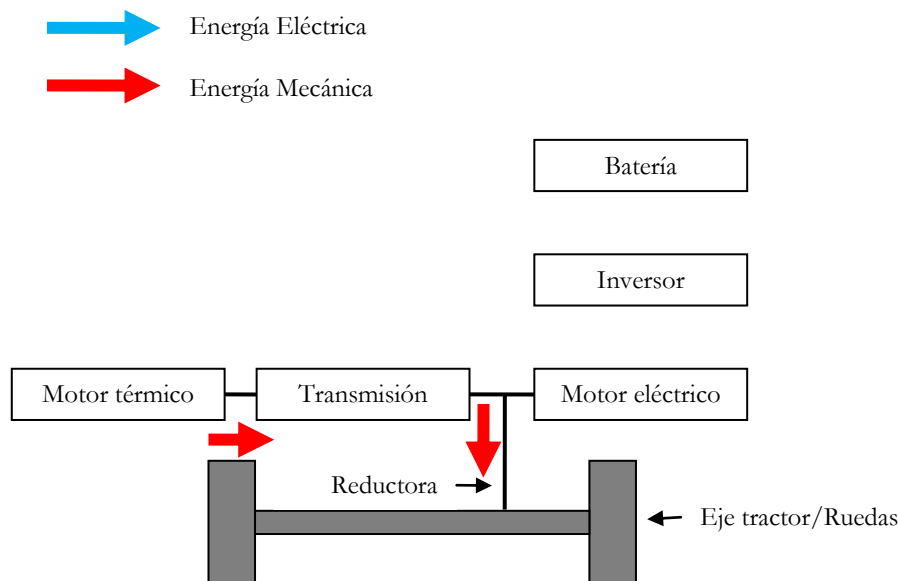 Energía Eléctrica
Energía Mecánica
Batería
Inversor
Motor térmico
Transmisión
Motor eléctrico
Reductora
Eje tractor/Ruedas